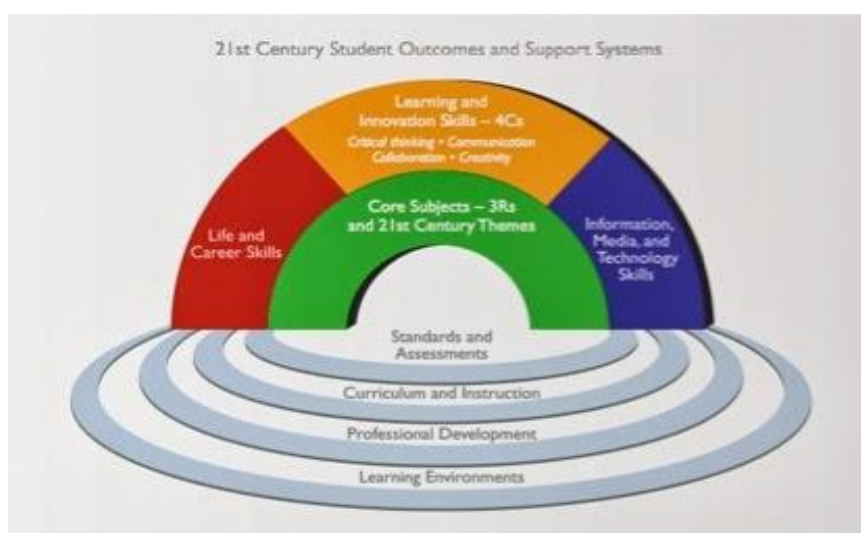 21st Century Student Outcomes and Support Systems
Learning and
Innovation Skills – 4Cs
Critical thinking • Communication
Collaboration • Creativity
Core Subjects – 3Rs
and 21st Century Themes
Life and
Career Skills
Information,
Media, and
Technology
Skills
Standards and
Assessments
Curriculum and Instruction
Professional Development
Learning Environments